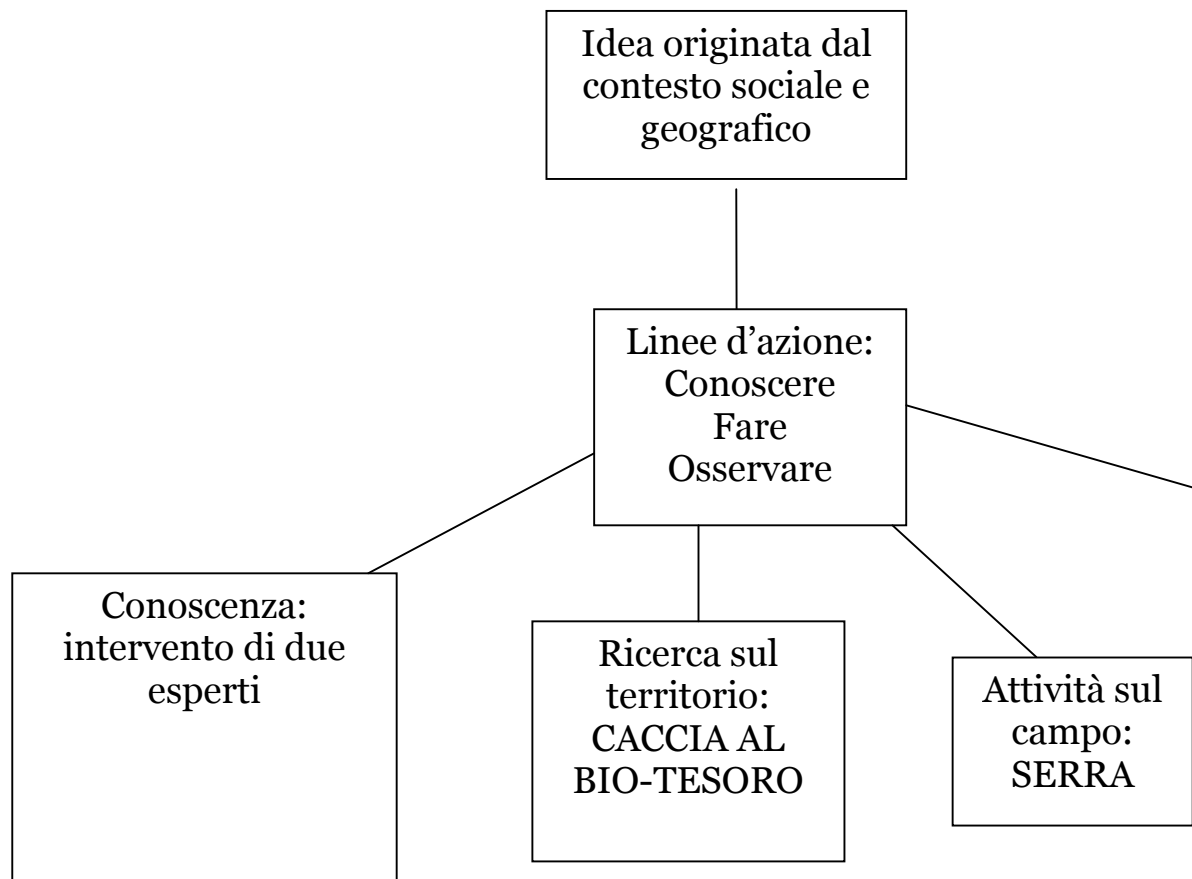 Idea originata dal
contesto sociale e
geografico
Linee d’azione:
Conoscere
Fare
Osservare
Conoscenza:
intervento di due
esperti
Ricerca sul
territorio:
CACCIA AL
BIO-TESORO
Attività sul
campo:
SERRA